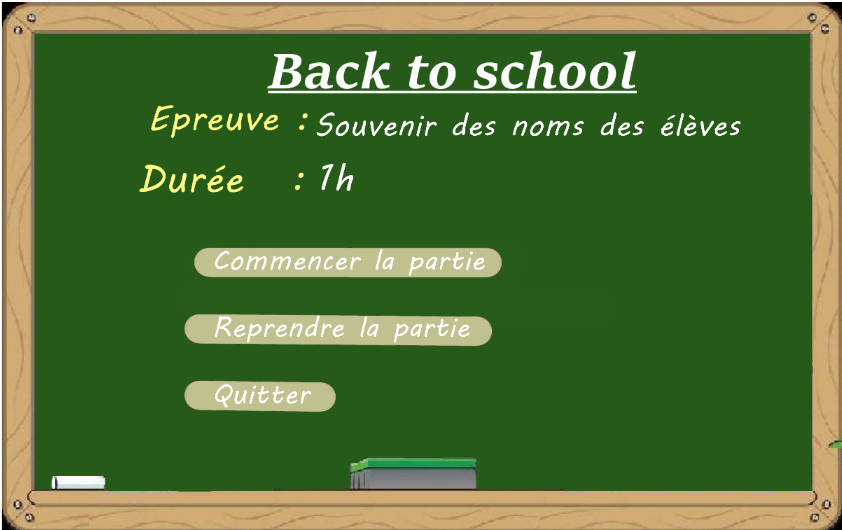 Back to school
Epreuve : Souvenir des noms des élèves
Durée : 1h
Commencer la partie
Reprendre la partie
Quitter